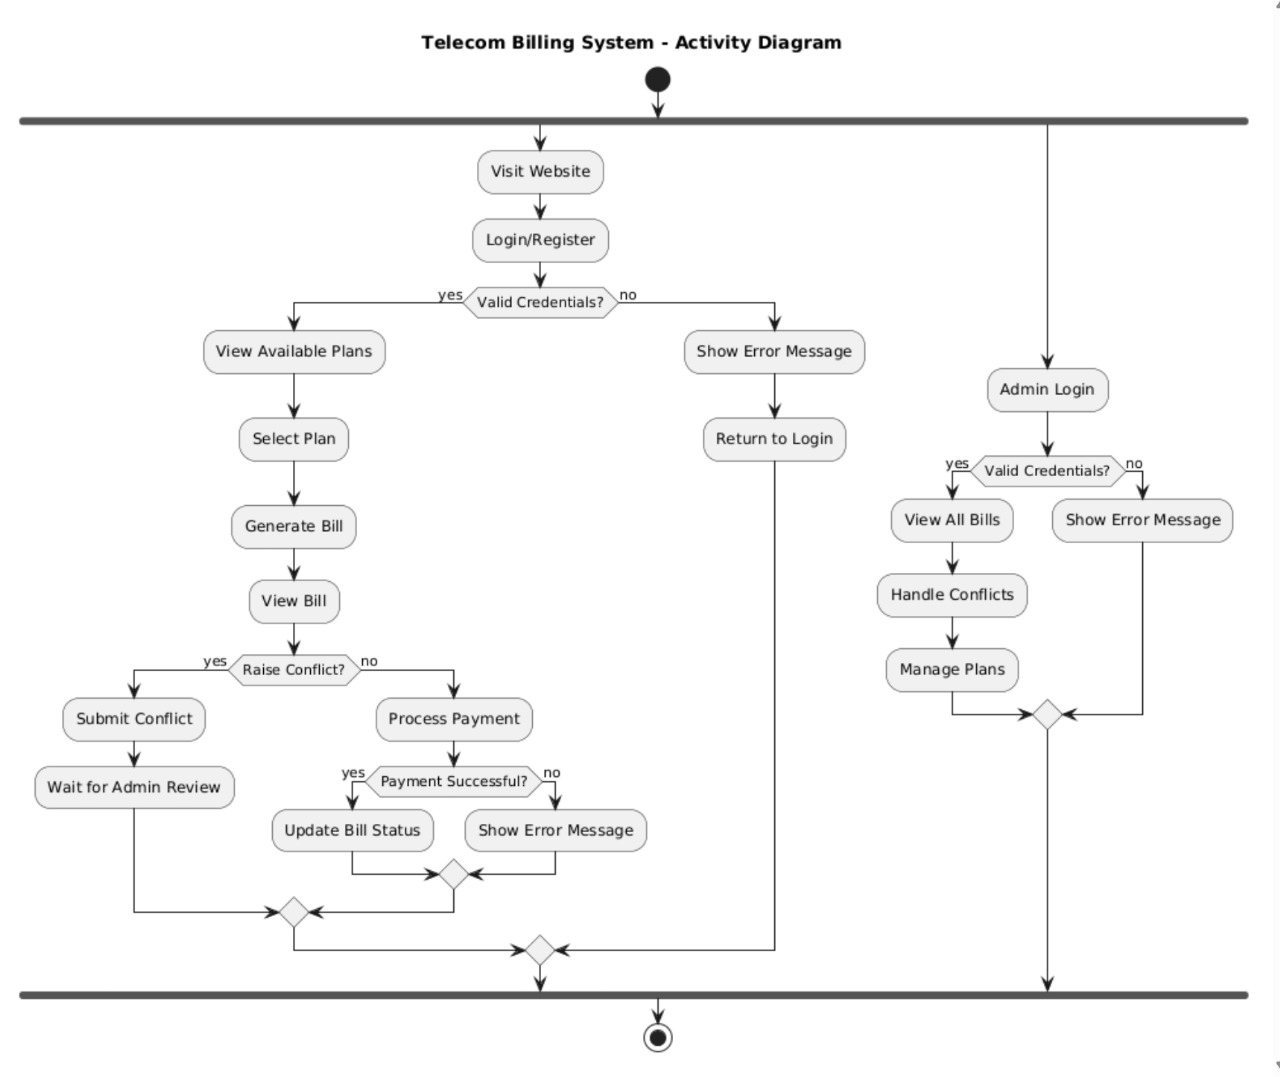 Telecom Billing System - Activity Diagram
Visit Website
Login/Register
yes
Valid Credentials?
no
View Available Plans
Show Error Message
Select Plan
Return to Login
Generate Bill
View Bill
yes
Raise Conflict?
no
Submit Conflict
Process Payment
Wait for Admin Review
yes
Payment Successful?
no
Update Bill Status
Show Error Message
Admin Login
yes
Valid Credentials?
no
View All Bills
Show Error Message
Handle Conflicts
Manage Plans